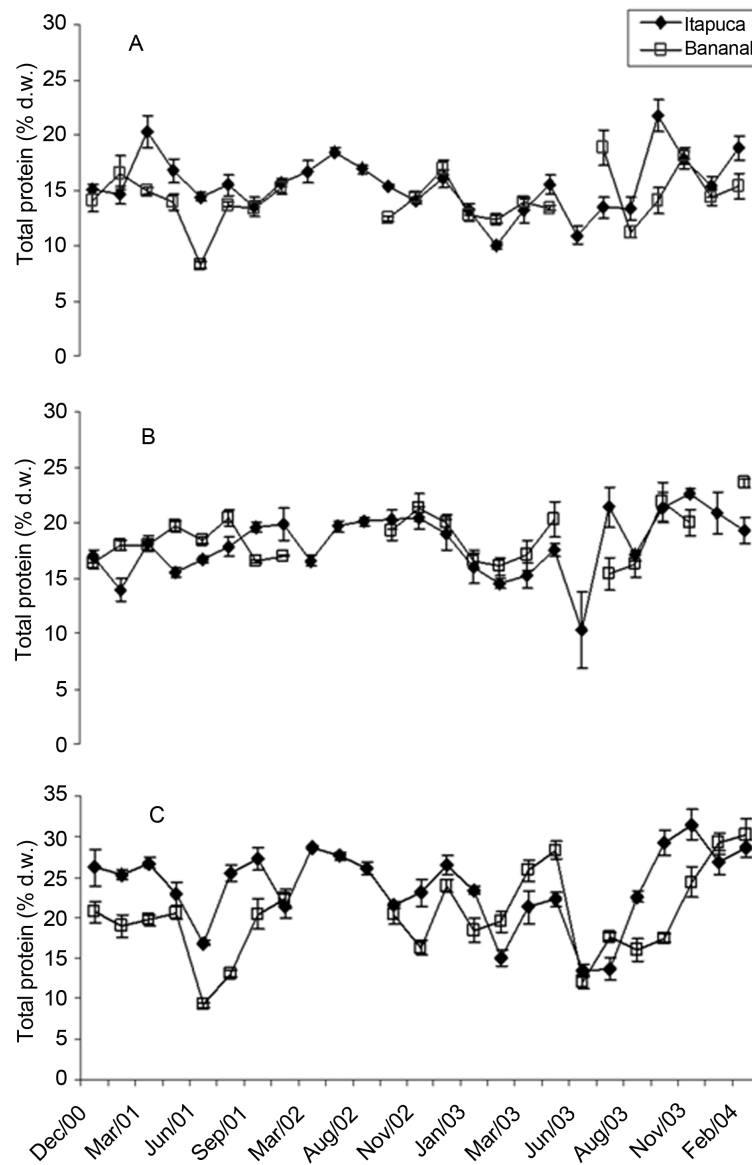 A
Itapuca
Bananal
Total protein (% d.w.)
30
25
20
15
10
5
0
B
Total protein (% d.w.)
30
25
20
15
10
5
0
C
Total protein (% d.w.)
35
30
25
20
15
10
5
0
Dec/00
Mar/01
Jun/01
Sep/01
Mar/02
Aug/02
Nov/02
Jan/03
Mar/03
Jun/03
Aug/03
Nov/03
Feb/04